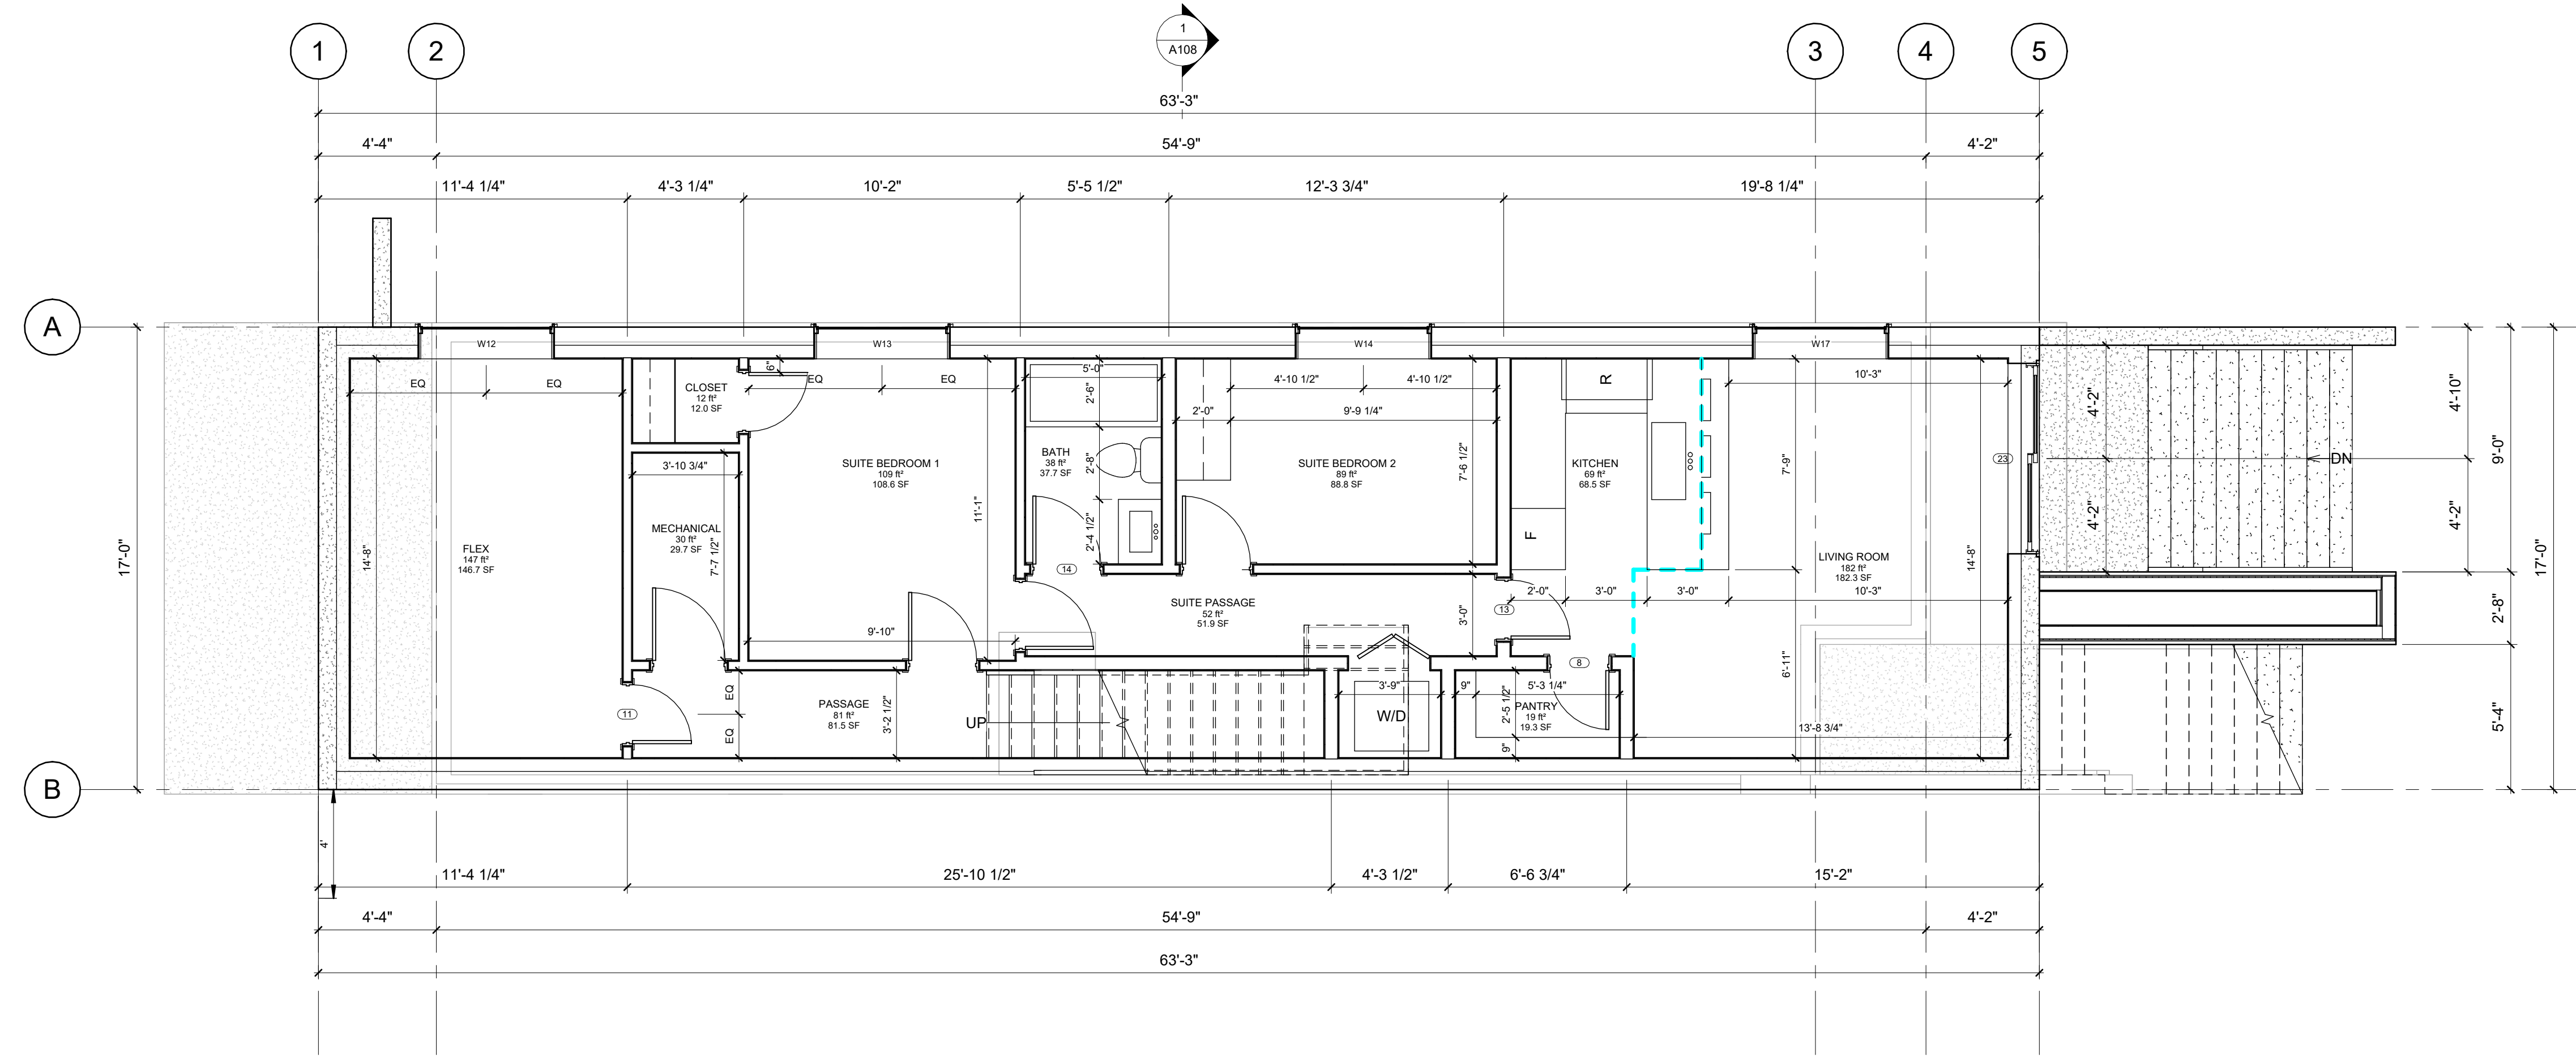 1
A108
1
2
3
4
5
63'-3"
4'-4"
54'-9"
4'-2"
11'-4 1/4"
4'-3 1/4"
10'-2"
5'-5 1/2"
12'-3 3/4"
19'-8 1/4"
A
B
17'-0"
W12
W13
W14
W17
EQ
EQ
14'-8"
FLEX
147 ft²
146.7 SF
CLOSET
12 ft²
12.0 SF
6"
EQ
EQ
3'-10 3/4"
MECHANICAL
30 ft²
29.7 SF
7'-7 1/2"
SUITE BEDROOM 1
109 ft²
108.6 SF
11'-1"
9'-10"
5'-0"
2'-6"
BATH
38 ft²
37.7 SF
2'-8"
2'-4 1/2"
14
2'-0"
4'-10 1/2"
4'-10 1/2"
9'-9 1/4"
SUITE BEDROOM 2
89 ft²
88.8 SF
7'-6 1/2"
SUITE PASSAGE
52 ft²
51.9 SF
3'-0"
13
R
KITCHEN
69 ft²
68.5 SF
F
2'-0"
3'-0"
3'-0"
10'-3"
10'-3"
7'-9"
LIVING ROOM
182 ft²
182.3 SF
14'-8"
6'-11"
13'-8 3/4"
23
11
EQ
EQ
PASSAGE
81 ft²
81.5 SF
3'-2 1/2"
UP
3'-9"
W/D
9"
5'-3 1/4"
8
2'-5 1/2"
PANTRY
19 ft²
19.3 SF
9"
4'-2"
4'-2"
DN
4'-10"
4'-2"
9'-0"
2'-8"
5'-4"
17'-0"
4'
11'-4 1/4"
25'-10 1/2"
4'-3 1/2"
6'-6 3/4"
15'-2"
4'-4"
54'-9"
4'-2"
63'-3"